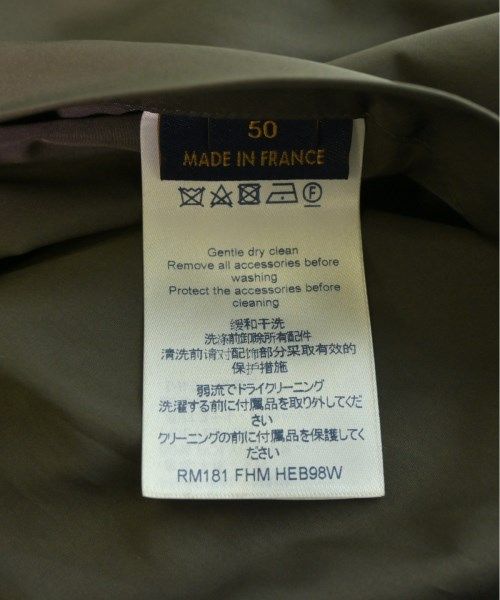 50
MADE IN FRANCE
F
Gentle dry clean
Remove all accessories before
washing
Protect the accessories before
cleaning
缓和干洗
洗涤前卸除所有配件
清洗前请对配饰部分采取有效的
保护措施
弱流でドライクリーニング
洗濯する前に付属品を取り外してくだ
さい
クリーニングの前に付属品を保護してく
ださい
RM181 FHM HEB98W